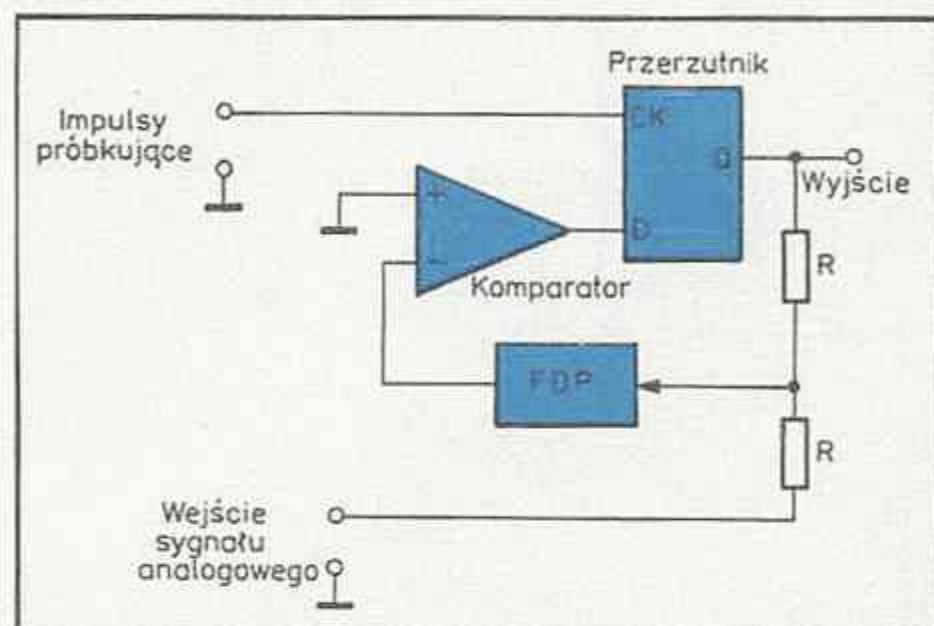 Przerzutnik
Impulsy
próbkujące
CK
Q
Wyjście
+
D
−
Komparator
R
FDP
R
Wejście
sygnału
analogowego